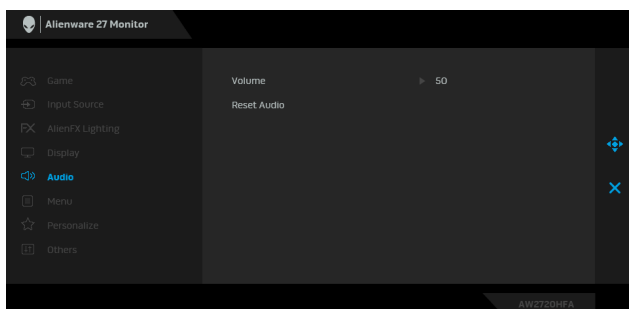 Alienware 27 Monitor
Game
Input Source
AlienFX Lighting
Display
Audio
Menu
Personalize
Others
Volume 50
Reset Audio
AW2720HFA